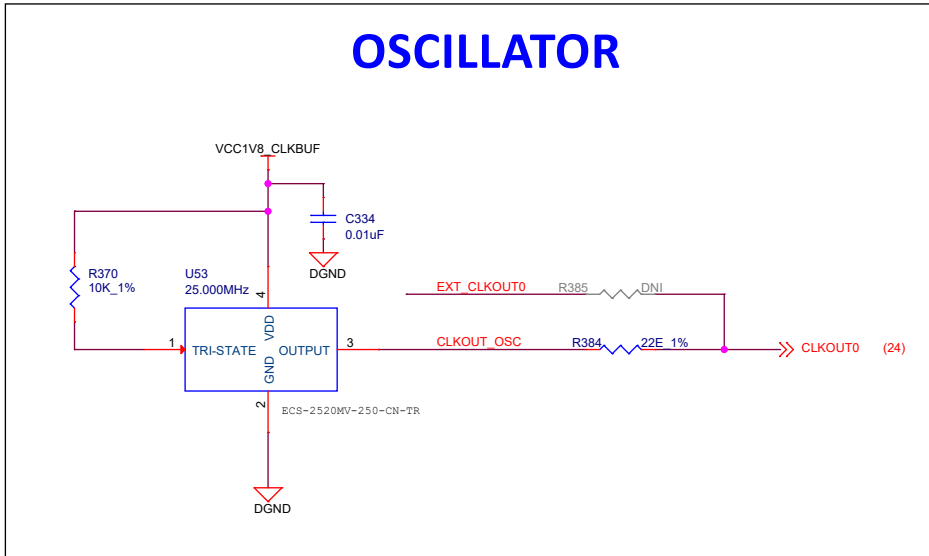 OSCILLATOR
VCC1V8_CLKBUF
C334
0.01uF
DGND
R370
10K_1%
U53
25.000MHz
4
EXT_CLKOUT0
R385
DNI
1
TRI-STATE
VDD
GND
OUTPUT
3
CLKOUT_OSC
R384
22E_1%
CLKOUT0
(24)
2
ECS-2520MV-250-CN-TR
DGND